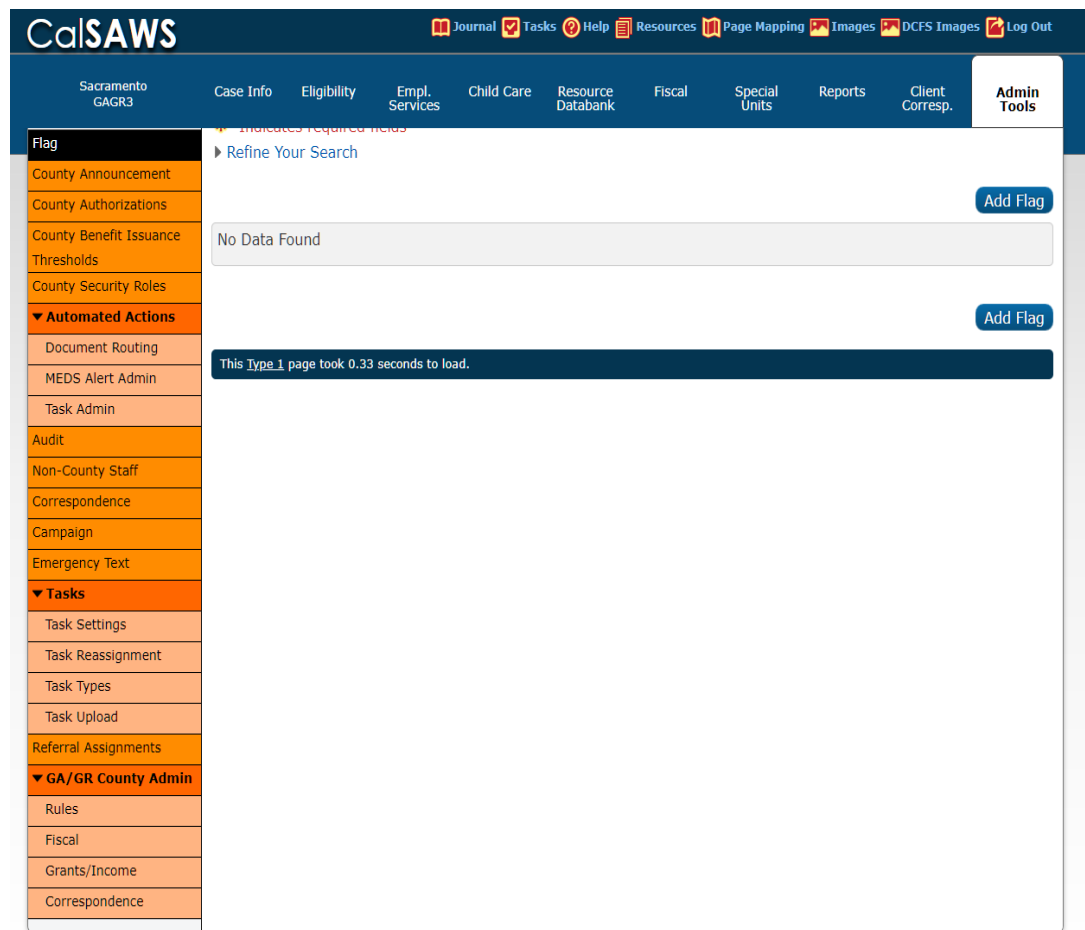 CalSAWS
Journal Tasks Help Resources Page Mapping Images DCFS Images Log Out
Sacramento
GAGR3
Case Info
Eligibility
Empl.
Services
Child Care
Resource
Databank
Fiscal
Special
Units
Reports
Client
Corresp.
Admin
Tools
Flag
County Announcement
County Authorizations
County Benefit Issuance
Thresholds
County Security Roles
Automated Actions
Document Routing
MEDS Alert Admin
Task Admin
Audit
Non-County Staff
Correspondence
Campaign
Emergency Text
Tasks
Task Settings
Task Reassignment
Task Types
Task Upload
Referral Assignments
GA/GR County Admin
Rules
Fiscal
Grants/Income
Correspondence
Indicates required fields
Refine Your Search
Add Flag
No Data Found
Add Flag
This Type 1 page took 0.33 seconds to load.